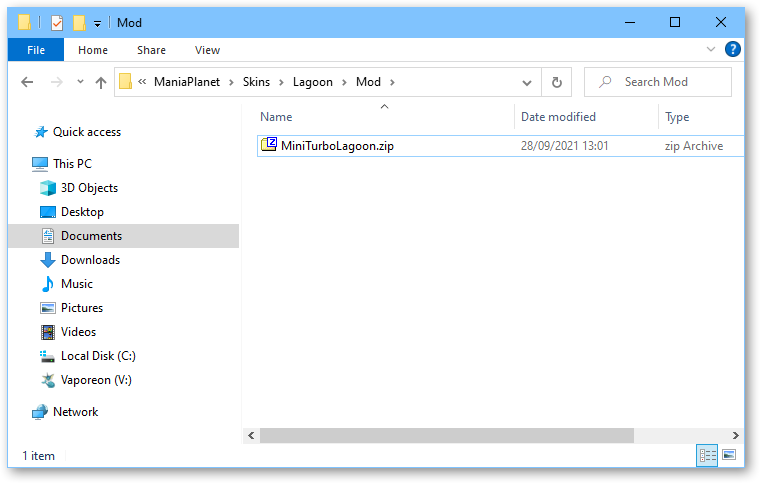 Mod
File Home Share View
« ManiaPlanet › Skins › Lagoon › Mod › Search Mod
Name Date modified Type
Quick access
MiniTurboLagoon.zip 28/09/2021 13:01 zip Archive
This PC
3D Objects
Desktop
Documents
Downloads
Music
Pictures
Videos
Local Disk (C:)
Vaporeon (V:)
Network
1 item